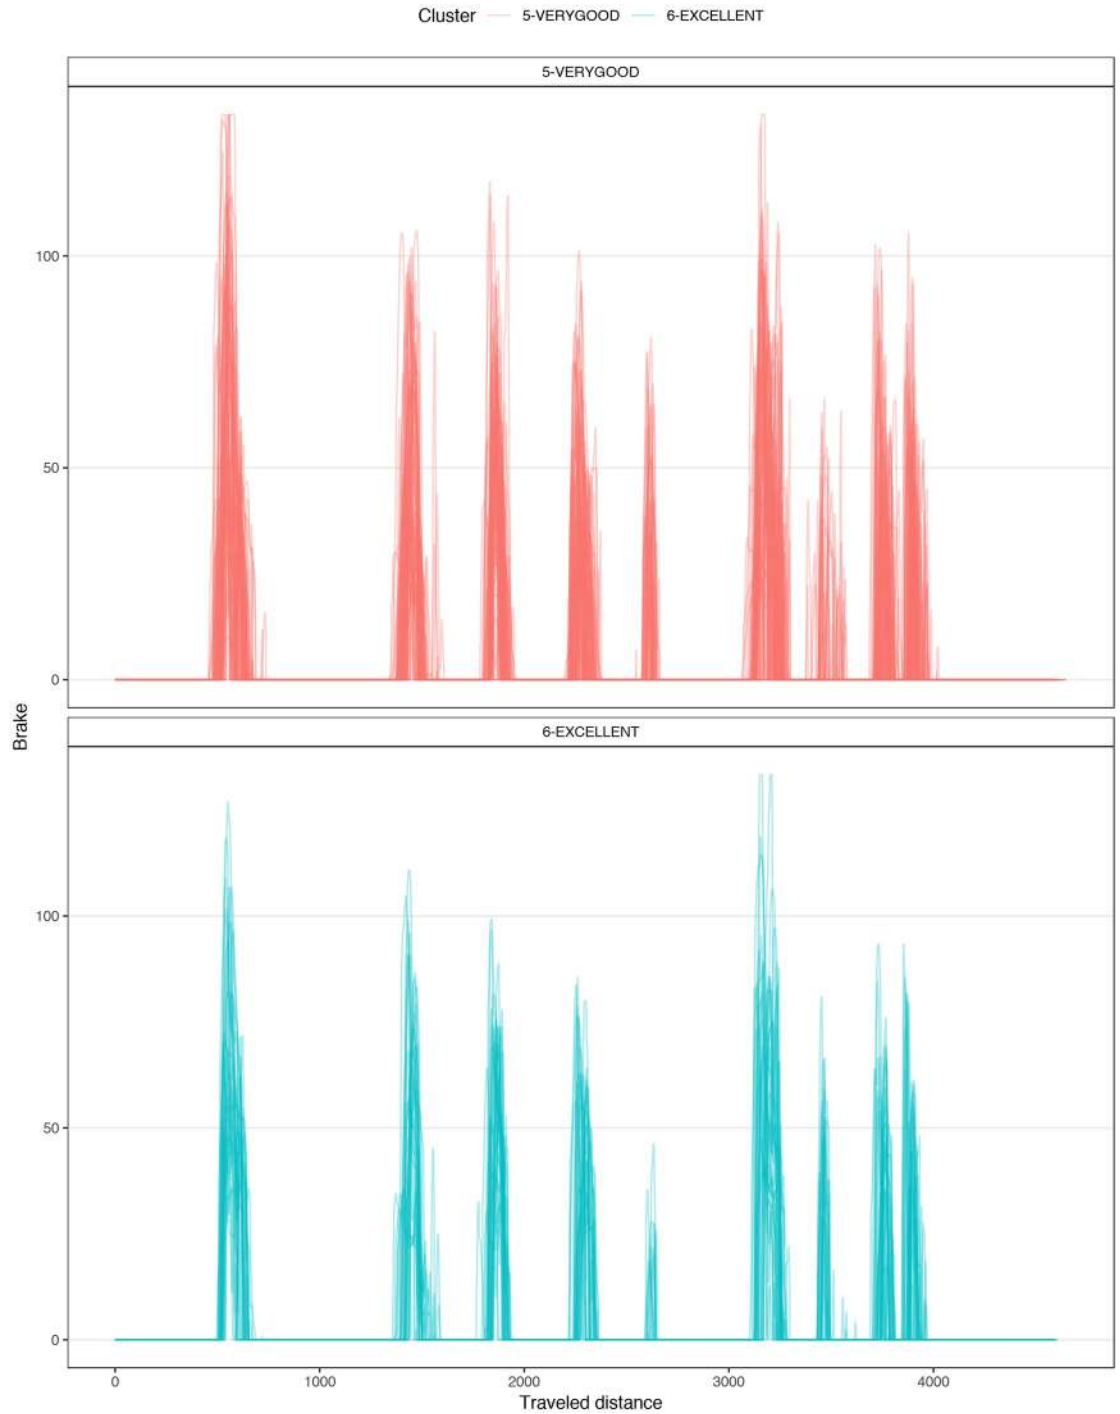 Cluster 5-VERYGOOD 6-EXCELLENT
5-VERYGOOD
100
50
0
Brake
6-EXCELLENT
100
50
0
0 1000 2000 3000 4000
Traveled distance